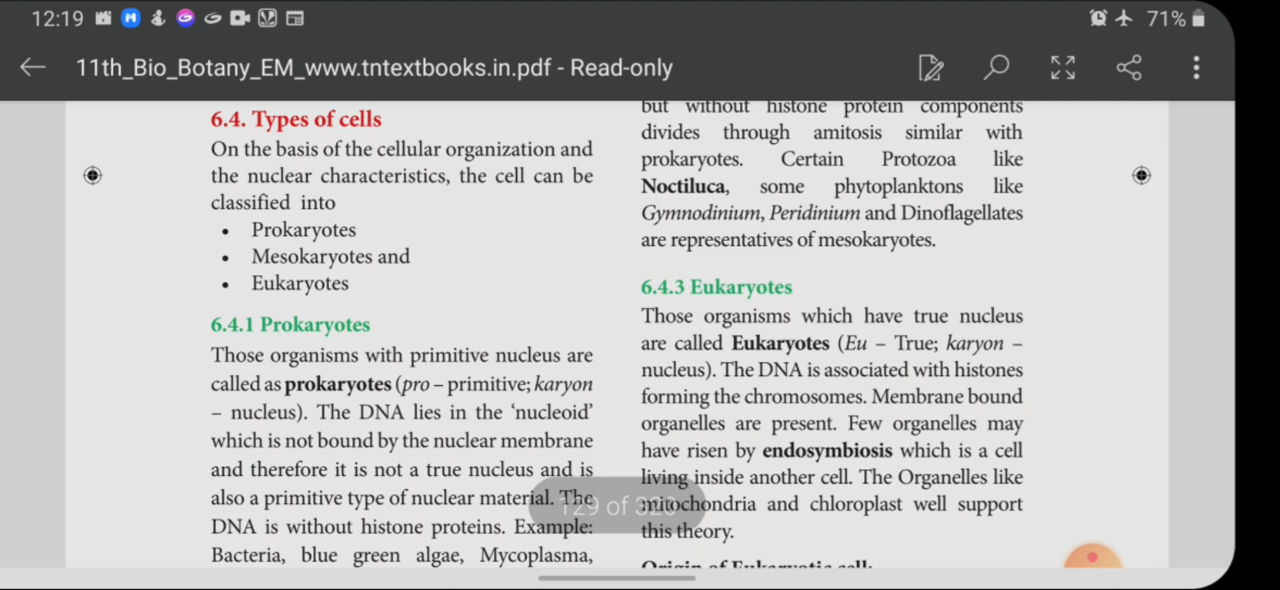 12:19
71%
11th_Bio_Botany_EM_www.tntextbooks.in.pdf - Read-only
6.4. Types of cells
On the basis of the cellular organization and
the nuclear characteristics, the cell can be
classified into
• Prokaryotes
• Mesokaryotes and
• Eukaryotes
6.4.1 Prokaryotes
Those organisms with primitive nucleus are
called as prokaryotes (pro – primitive; karyon
– nucleus). The DNA lies in the ‘nucleoid’
which is not bound by the nuclear membrane
and therefore it is not a true nucleus and is
also a primitive type of nuclear material. The
DNA is without histone proteins. Example:
Bacteria, blue green algae, Mycoplasma,
but without histone protein components
divides through amitosis similar with
prokaryotes. Certain Protozoa like
Noctiluca, some phytoplanktons like
Gymnodinium, Peridinium and Dinoflagellates
are representatives of mesokaryotes.
6.4.3 Eukaryotes
Those organisms which have true nucleus
are called Eukaryotes (Eu – True; karyon –
nucleus). The DNA is associated with histones
forming the chromosomes. Membrane bound
organelles are present. Few organelles may
have risen by endosymbiosis which is a cell
living inside another cell. The Organelles like
mitochondria and chloroplast well support
this theory.
Origin of Eukaryotic cell:
129 of